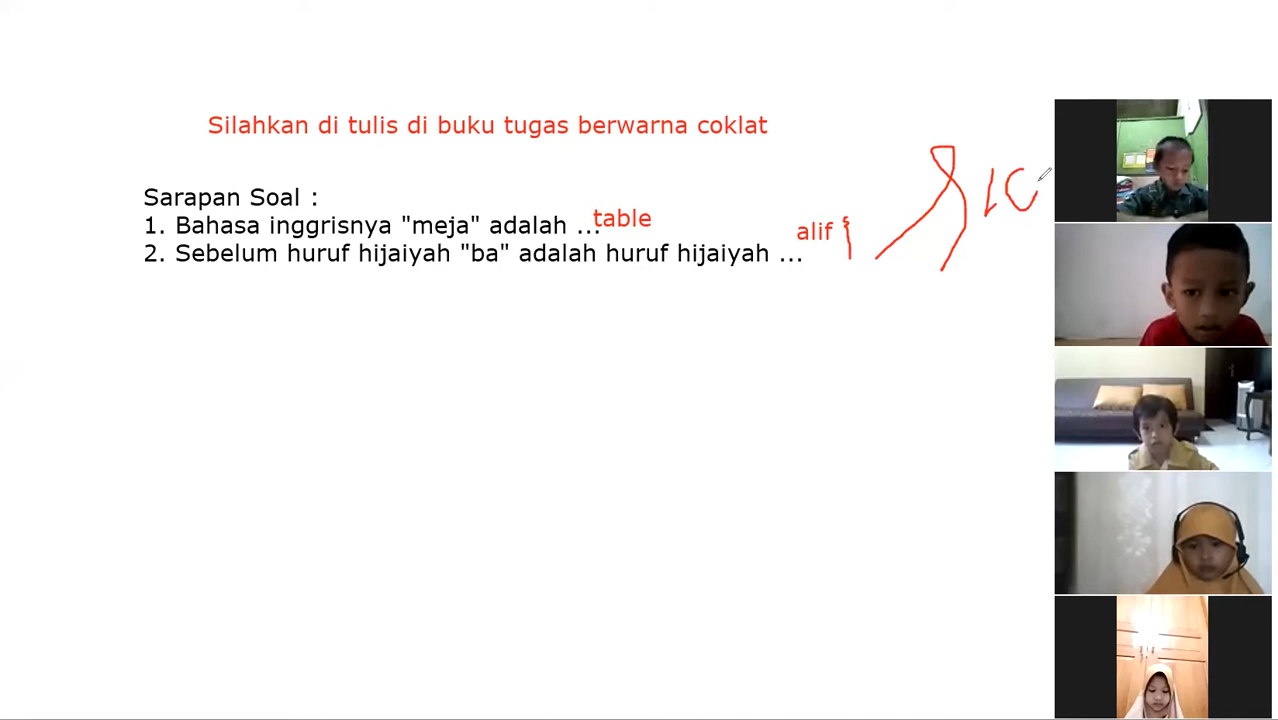 Silahkan di tulis di buku tugas berwarna coklat
Sarapan Soal :
1. Bahasa inggrisnya "meja" adalah ... table
2. Sebelum huruf hijaiyah "ba" adalah huruf hijaiyah ... alif
10